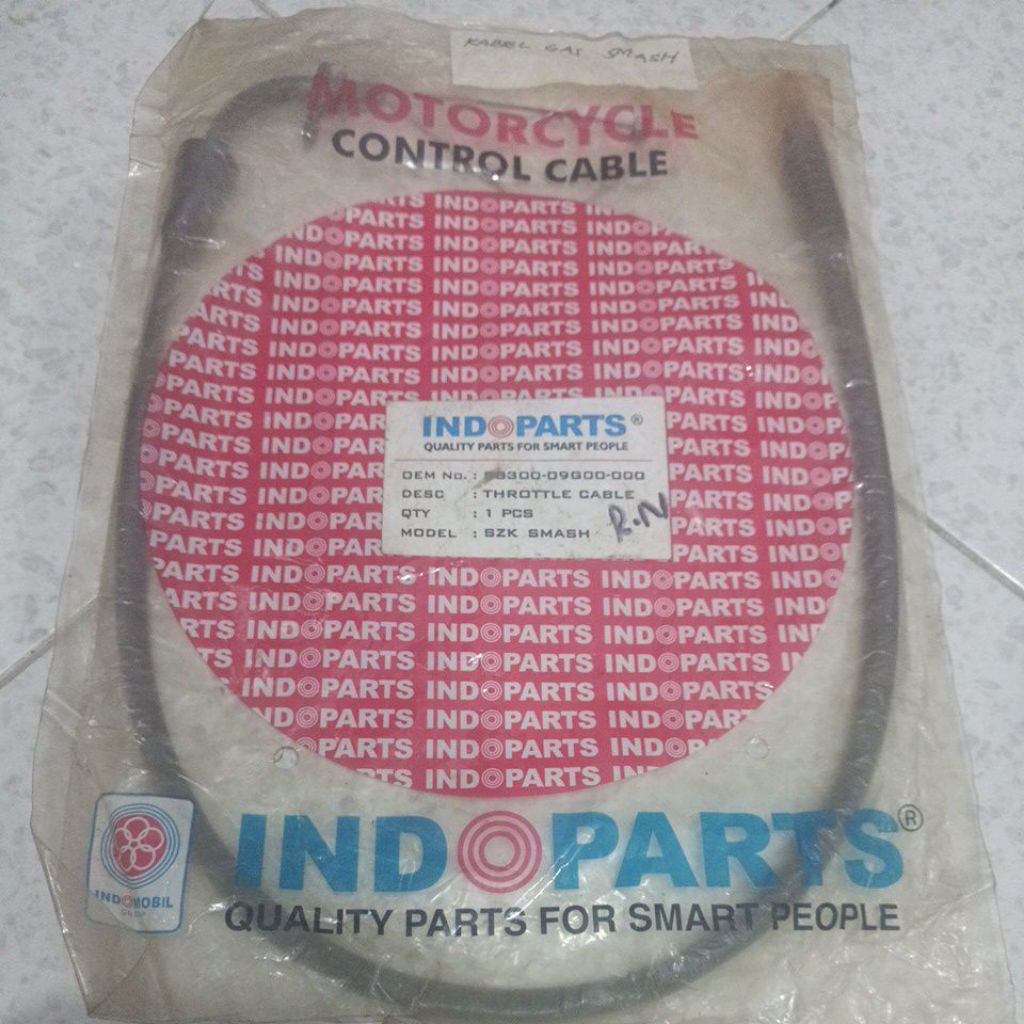 KABEL GAS SMASH
MOTORCYCLE
CONTROL CABLE
INDOPARTS®
QUALITY PARTS FOR SMART PEOPLE
OEM No. : 58300-09G00-000
DESC : THROTTLE CABLE
QTY : 1 PCS
MODEL : SZK SMASH
R.N
INDOPARTS®
QUALITY PARTS FOR SMART PEOPLE
INDOMOBIL
GROUP